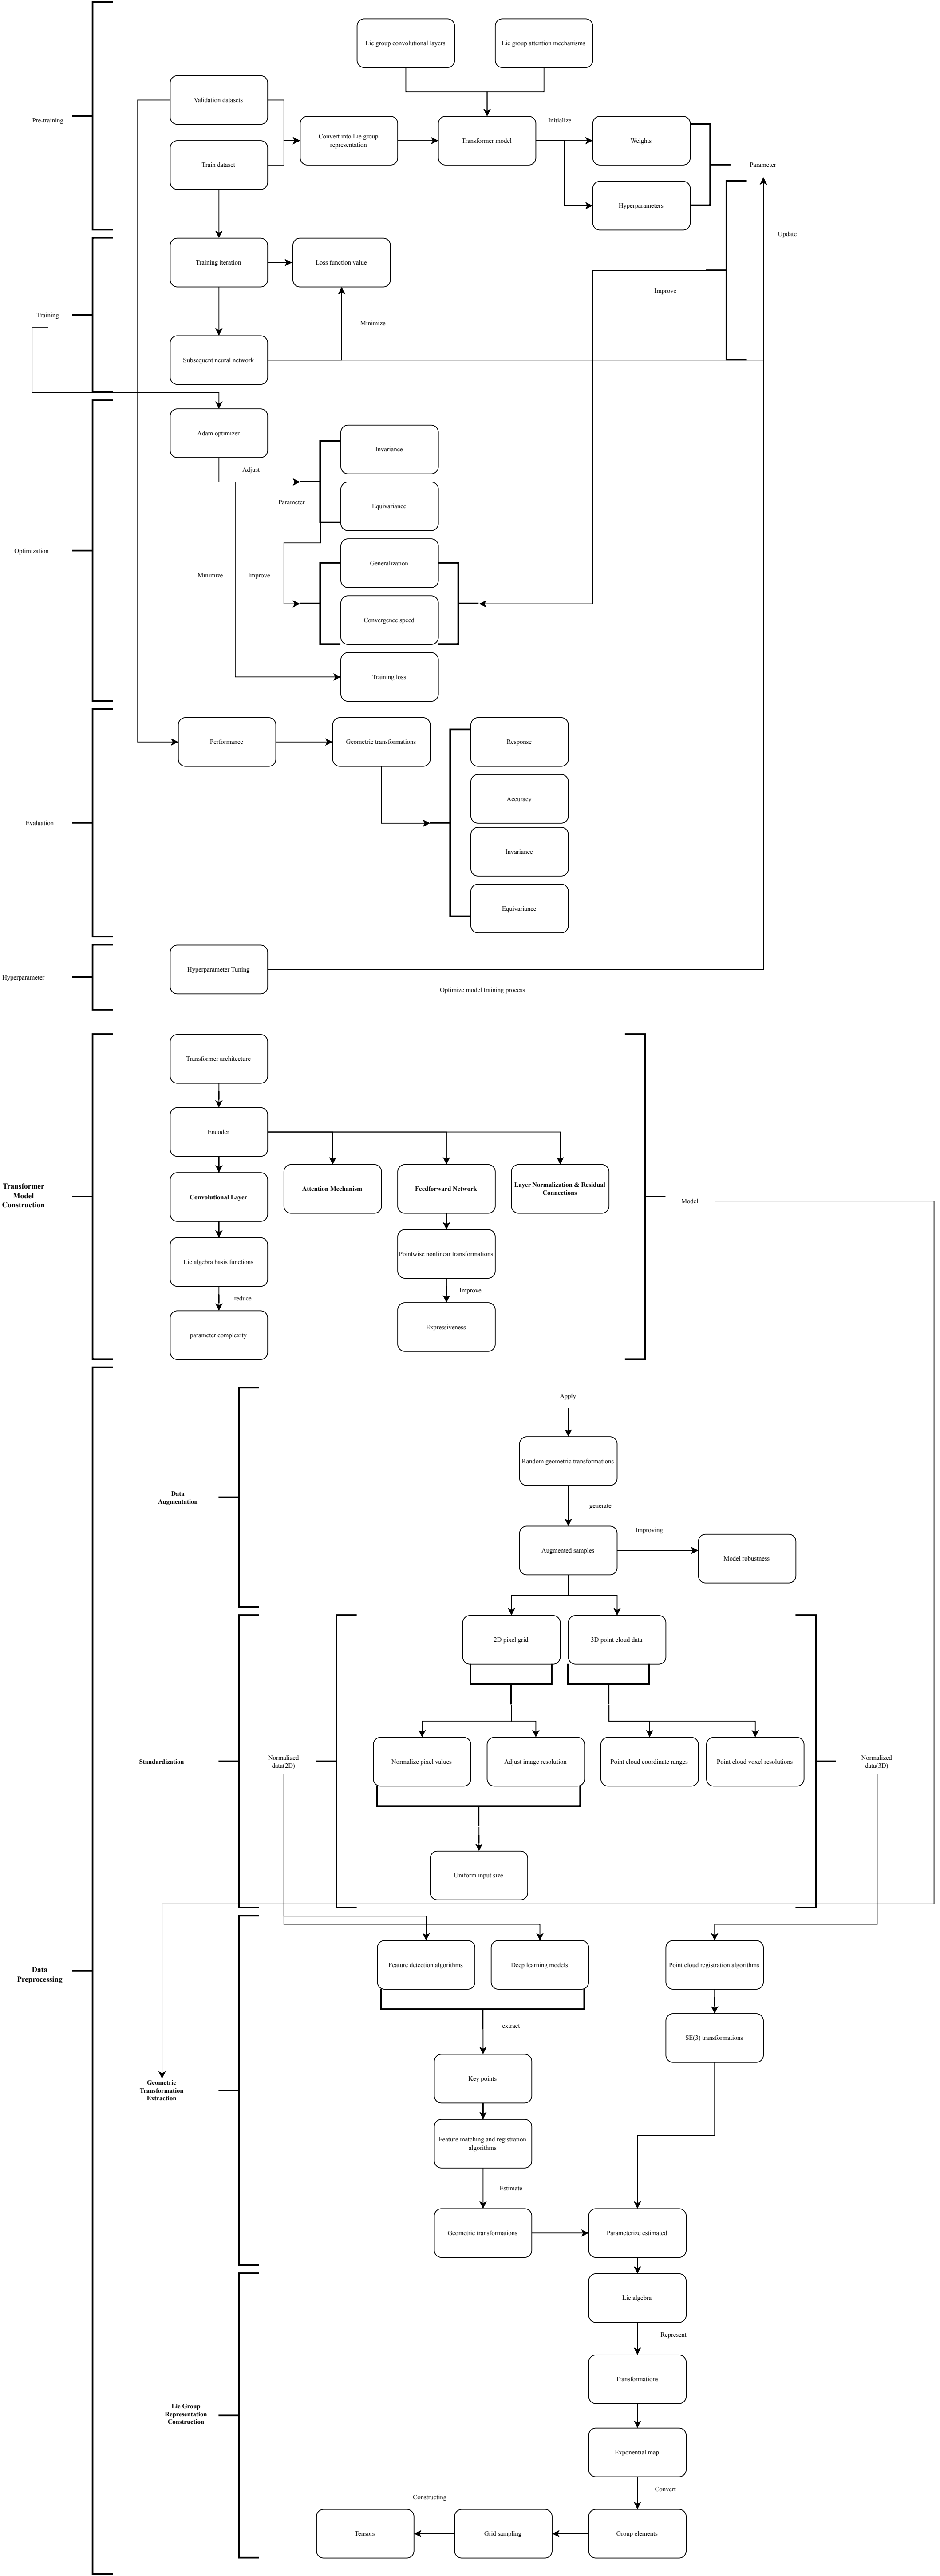 Lie group convolutional layers
Lie group attention mechanisms
Validation datasets
Pre-training
Convert into Lie group
representation
Transformer model
Initialize
Weights
Train dataset
Parameter
Hyperparameters
Update
Training iteration
Loss function value
Improve
Training
Minimize
Subsequent neural network
Adam optimizer
Invariance
Adjust
Parameter
Equivariance
Optimization
Generalization
Minimize
Improve
Convergence speed
Training loss
Performance
Geometric transformations
Response
Accuracy
Evaluation
Invariance
Equivariance
Hyperparameter
Hyperparameter Tuning
Optimize model training process
Transformer architecture
Encoder
Transformer
Model
Construction
Convolutional Layer
Attention Mechanism
Feedforward Network
Layer Normalization & Residual
Connections
Model
Lie algebra basis functions
Pointwise nonlinear transformations
reduce
Improve
parameter complexity
Expressiveness
Apply
Random geometric transformations
Data
Augmentation
generate
Improving
Augmented samples
Model robustness
2D pixel grid
3D point cloud data
Standardization
Normalized
data(2D)
Normalize pixel values
Adjust image resolution
Point cloud coordinate ranges
Point cloud voxel resolutions
Normalized
data(3D)
Uniform input size
Data
Preprocessing
Feature detection algorithms
Deep learning models
Point cloud registration algorithms
extract
SE(3) transformations
Geometric
Transformation
Extraction
Key points
Feature matching and registration
algorithms
Estimate
Geometric transformations
Parameterize estimated
Lie algebra
Represent
Transformations
Lie Group
Representation
Construction
Exponential map
Convert
Constructing
Tensors
Grid sampling
Group elements